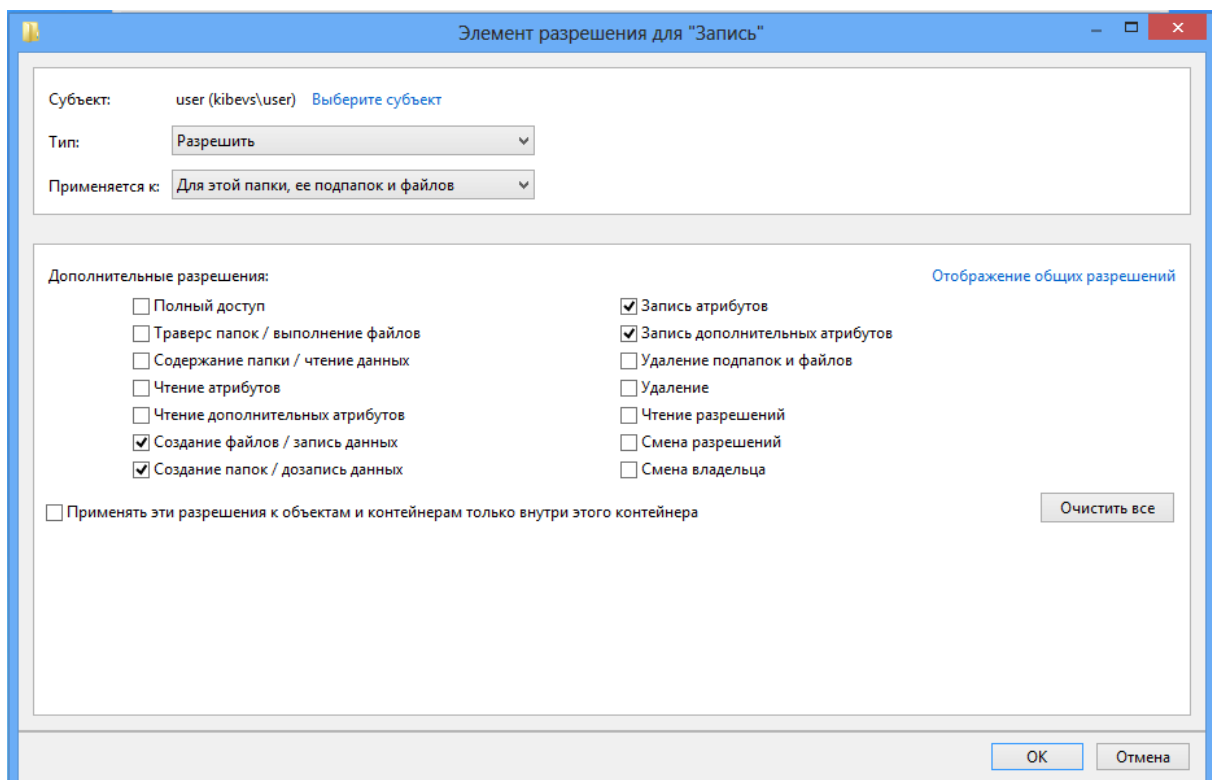 Элемент разрешения для "Запись"
Субъект: user (kibevs\user) Выберите субъект
Тип: Разрешить
Применяется к: Для этой папки, ее подпапок и файлов
Дополнительные разрешения: Отображение общих разрешений
Полный доступ Запись атрибутов
Траверс папок / выполнение файлов Запись дополнительных атрибутов
Содержание папки / чтение данных Удаление подпапок и файлов
Чтение атрибутов Удаление
Чтение дополнительных атрибутов Чтение разрешений
Создание файлов / запись данных Смена разрешений
Создание папок / дозапись данных Смена владельца
Применять эти разрешения к объектам и контейнерам только внутри этого контейнера Очистить все
OK Отмена